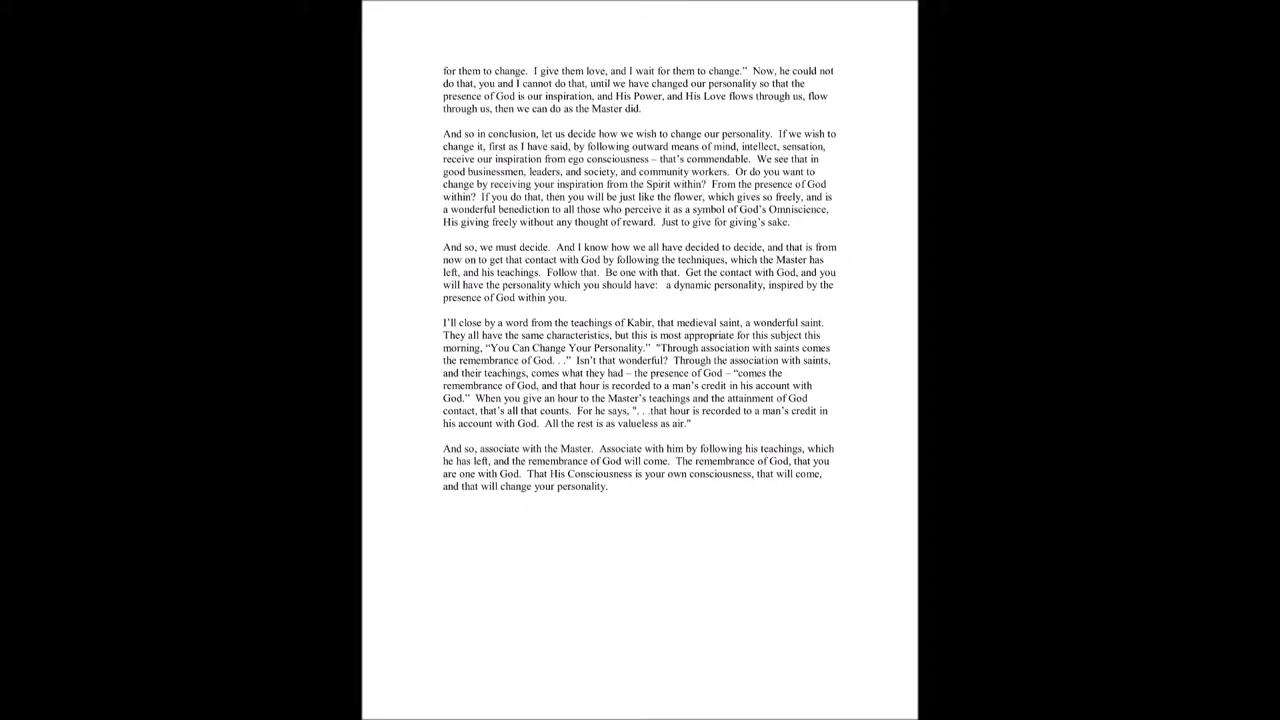 for them to change.  I give them love, and I wait for them to change.”  Now, he could not
do that, you and I cannot do that, until we have changed our personality so that the
presence of God is our inspiration, and His Power, and His Love flows through us, flow
through us, then we can do as the Master did.
And so in conclusion, let us decide how we wish to change our personality.  If we wish to
change it, first as I have said, by following outward means of mind, intellect, sensation,
receive our inspiration from ego consciousness – that’s commendable.  We see that in
good businessmen, leaders, and society, and community workers.  Or do you want to
change by receiving your inspiration from the Spirit within?  From the presence of God
within?  If you do that, then you will be just like the flower, which gives so freely, and is
a wonderful benediction to all those who perceive it as a symbol of God’s Omniscience,
His giving freely without any thought of reward.  Just to give for giving’s sake.
And so, we must decide.  And I know how we all have decided to decide, and that is from
now on to get that contact with God by following the techniques, which the Master has
left, and his teachings.  Follow that.  Be one with that.  Get the contact with God, and you
will have the personality which you should have:   a dynamic personality, inspired by the
presence of God within you.
I’ll close by a word from the teachings of Kabir, that medieval saint, a wonderful saint.
They all have the same characteristics, but this is most appropriate for this subject this
morning, “You Can Change Your Personality.”  "Through association with saints comes
the remembrance of God. . .”  Isn’t that wonderful?  Through the association with saints,
and their teachings, comes what they had – the presence of God – “comes the
remembrance of God, and that hour is recorded to a man’s credit in his account with
God.”  When you give an hour to the Master’s teachings and the attainment of God
contact, that’s all that counts.  For he says, ". . .that hour is recorded to a man’s credit in
his account with God.  All the rest is as valueless as air."
And so, associate with the Master.  Associate with him by following his teachings, which
he has left, and the remembrance of God will come.  The remembrance of God, that you
are one with God.  That His Consciousness is your own consciousness, that will come,
and that will change your personality.